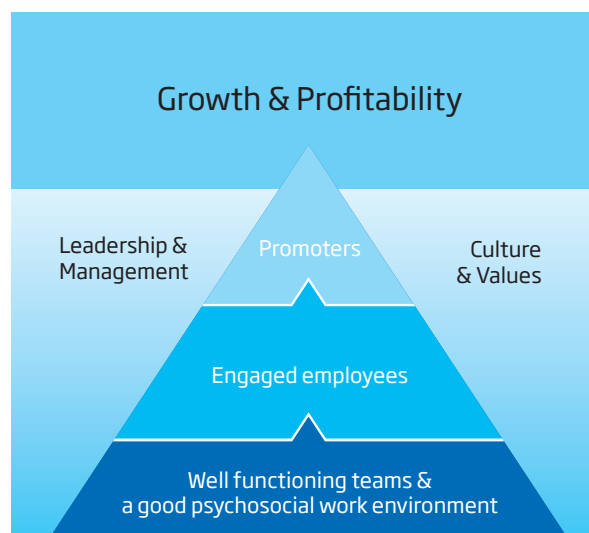 Growth & Profitability
Leadership &
Management
Promoters
Culture
& Values
Engaged employees
Well functioning teams &
a good psychosocial work environment